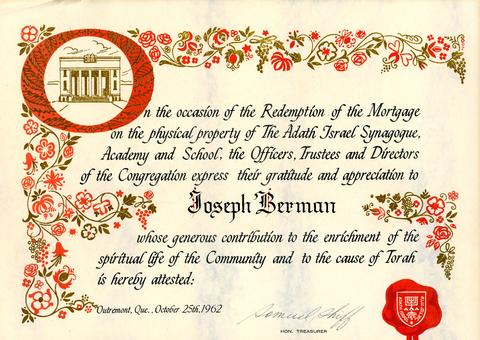 On the occasion of the Redemption of the Mortgage
on the physical property of The Adath Israel Synagogue,
Academy and School, the Officers, Trustees and Directors
of the Congregation express their gratitude and appreciation to
Joseph Berman
whose generous contribution to the enrichment of the
spiritual life of the Community and to the cause of Torah
is hereby attested:
Outremont, Que., October 25th, 1962
Samuel Shiff
HON. TREASURER